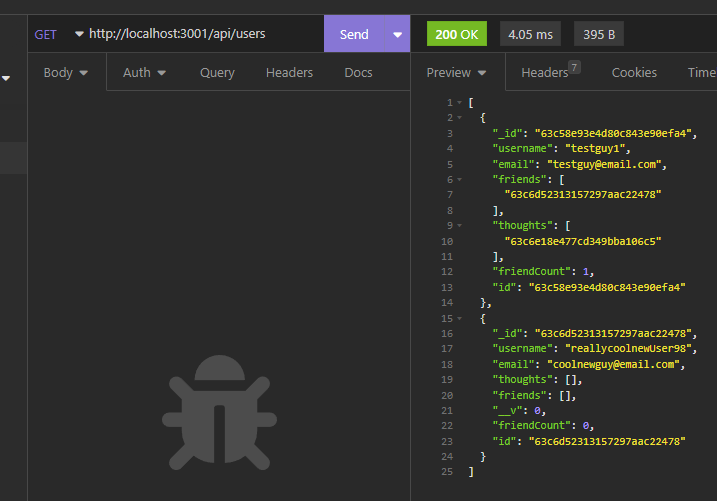 GET http://localhost:3001/api/users Send 200 OK 4.05 ms 395 B
Body Auth Query Headers Docs Preview Headers 7 Cookies Time
1 [
2 {
3 "_id": "63c58e93e4d80c843e90efa4",
4 "username": "testguy1",
5 "email": "testguy@email.com",
6 "friends": [
7 "63c6d52313157297aac22478"
8 ],
9 "thoughts": [
10 "63c6e18e477cd349bba106c5"
11 ],
12 "friendCount": 1,
13 "id": "63c58e93e4d80c843e90efa4"
14 },
15 {
16 "_id": "63c6d52313157297aac22478",
17 "username": "reallycoolnewUser98",
18 "email": "coolnewguy@email.com",
19 "thoughts": [],
20 "friends": [],
21 "__v": 0,
22 "friendCount": 0,
23 "id": "63c6d52313157297aac22478"
24 }
25 ]